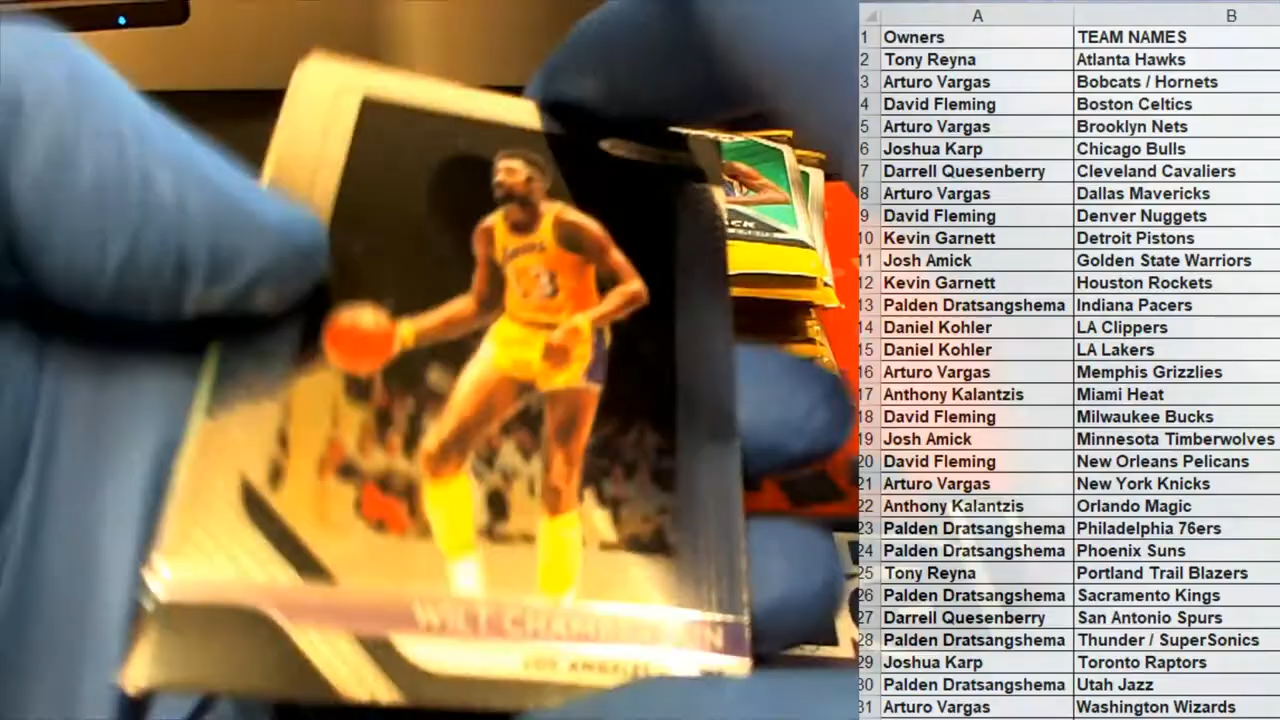 A B
1 Owners TEAM NAMES
2 Tony Reyna Atlanta Hawks
3 Arturo Vargas Bobcats / Hornets
4 David Fleming Boston Celtics
5 Arturo Vargas Brooklyn Nets
6 Joshua Karp Chicago Bulls
7 Darrell Quesenberry Cleveland Cavaliers
8 Arturo Vargas Dallas Mavericks
9 David Fleming Denver Nuggets
10 Kevin Garnett Detroit Pistons
11 Josh Amick Golden State Warriors
12 Kevin Garnett Houston Rockets
13 Palden Dratsangshema Indiana Pacers
14 Daniel Kohler LA Clippers
15 Daniel Kohler LA Lakers
16 Arturo Vargas Memphis Grizzlies
17 Anthony Kalantzis Miami Heat
18 David Fleming Milwaukee Bucks
19 Josh Amick Minnesota Timberwolves
20 David Fleming New Orleans Pelicans
21 Arturo Vargas New York Knicks
22 Anthony Kalantzis Orlando Magic
23 Palden Dratsangshema Philadelphia 76ers
24 Palden Dratsangshema Phoenix Suns
25 Tony Reyna Portland Trail Blazers
26 Palden Dratsangshema Sacramento Kings
27 Darrell Quesenberry San Antonio Spurs
28 Palden Dratsangshema Thunder / SuperSonics
29 Joshua Karp Toronto Raptors
30 Palden Dratsangshema Utah Jazz
31 Arturo Vargas Washington Wizards
WILT CHAMBERLAIN
LOS ANGELES